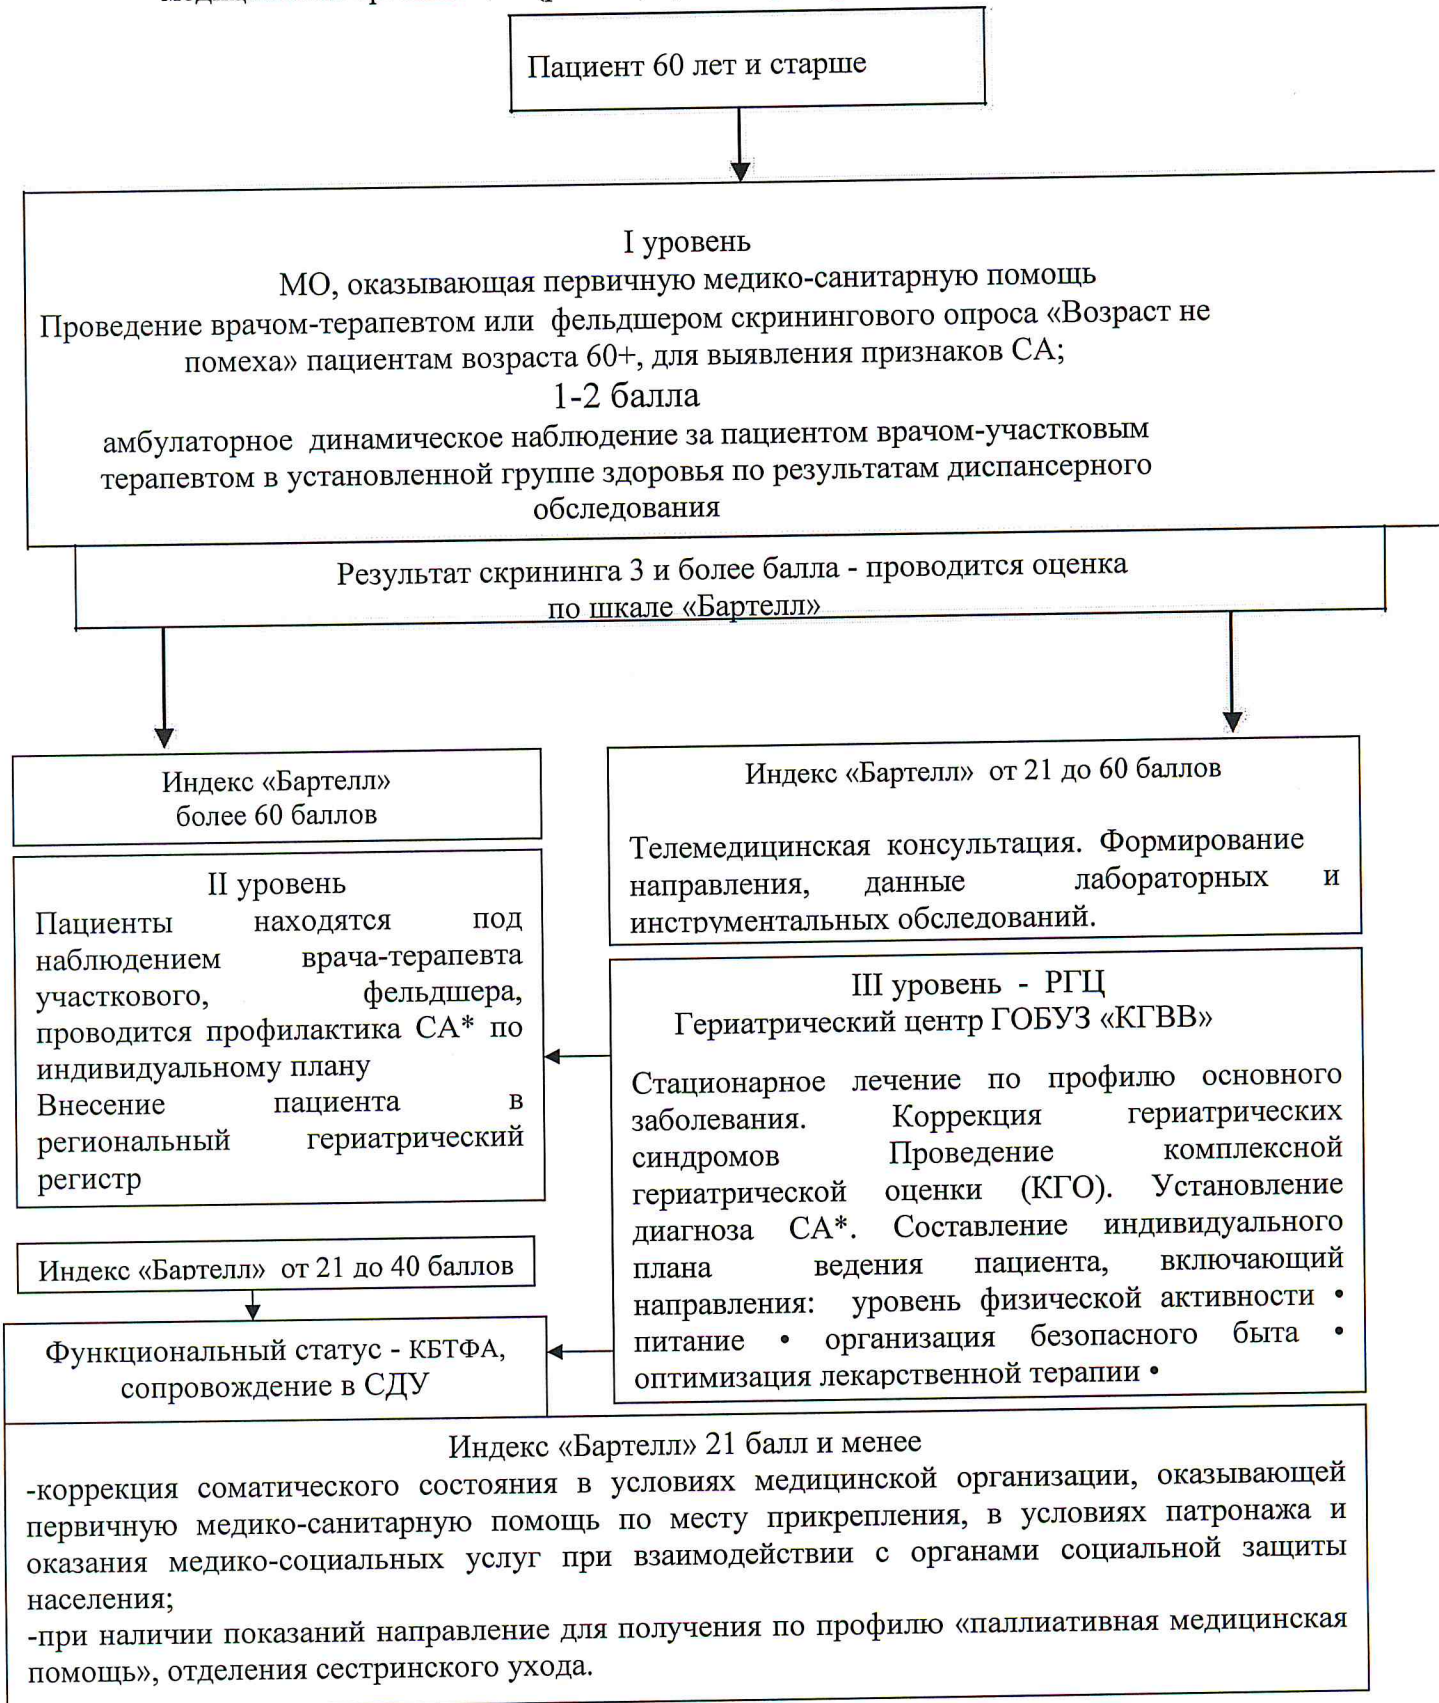 Пациент 60 лет и старше
I уровень
МО, оказывающая первичную медико-санитарную помощь
Проведение врачом-терапевтом или фельдшером скринингового опроса «Возраст не
помеха» пациентам возраста 60+, для выявления признаков СА;
1-2 балла
амбулаторное динамическое наблюдение за пациентом врачом-участковым
терапевтом в установленной группе здоровья по результатам диспансерного
обследования
Результат скрининга 3 и более балла - проводится оценка
по шкале «Бартелл»
Индекс «Бартелл»
более 60 баллов
II уровень
Пациенты находятся под
наблюдением врача-терапевта
участкового, фельдшера,
проводится профилактика СА* по
индивидуальному плану
Внесение пациента в
региональный гериатрический
регистр
Индекс «Бартелл» от 21 до 60 баллов
Телемедицинская консультация. Формирование
направления, данные лабораторных и
инструментальных обследований.
III уровень - РГЦ
Гериатрический центр ГОБУЗ «КГВВ»
Стационарное лечение по профилю основного
заболевания. Коррекция гериатрических
синдромов Проведение комплексной
гериатрической оценки (КГО). Установление
диагноза СА*. Составление индивидуального
плана ведения пациента, включающий
направления: уровень физической активности •
питание • организация безопасного быта •
оптимизация лекарственной терапии •
Индекс «Бартелл» от 21 до 40 баллов
Функциональный статус - КБТФА,
сопровождение в СДУ
Индекс «Бартелл» 21 балл и менее
-коррекция соматического состояния в условиях медицинской организации, оказывающей
первичную медико-санитарную помощь по месту прикрепления, в условиях патронажа и
оказания медико-социальных услуг при взаимодействии с органами социальной защиты
населения;
-при наличии показаний направление для получения по профилю «паллиативная медицинская
помощь», отделения сестринского ухода.